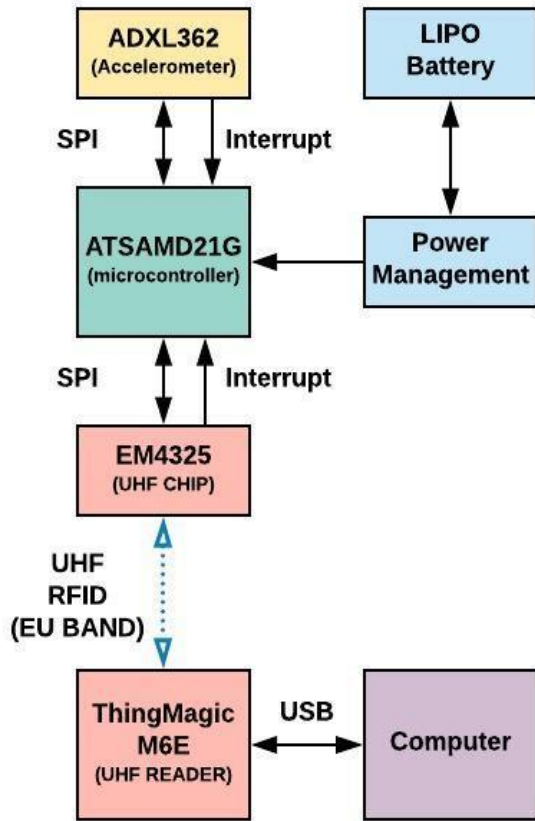 ADXL362
(Accelerometer)
LIPO
Battery
SPI
Interrupt
ATSAMD21G
(microcontroller)
Power
Management
SPI
Interrupt
EM4325
(UHF CHIP)
UHF
RFID
(EU BAND)
ThingMagic
M6E
(UHF READER)
USB
Computer